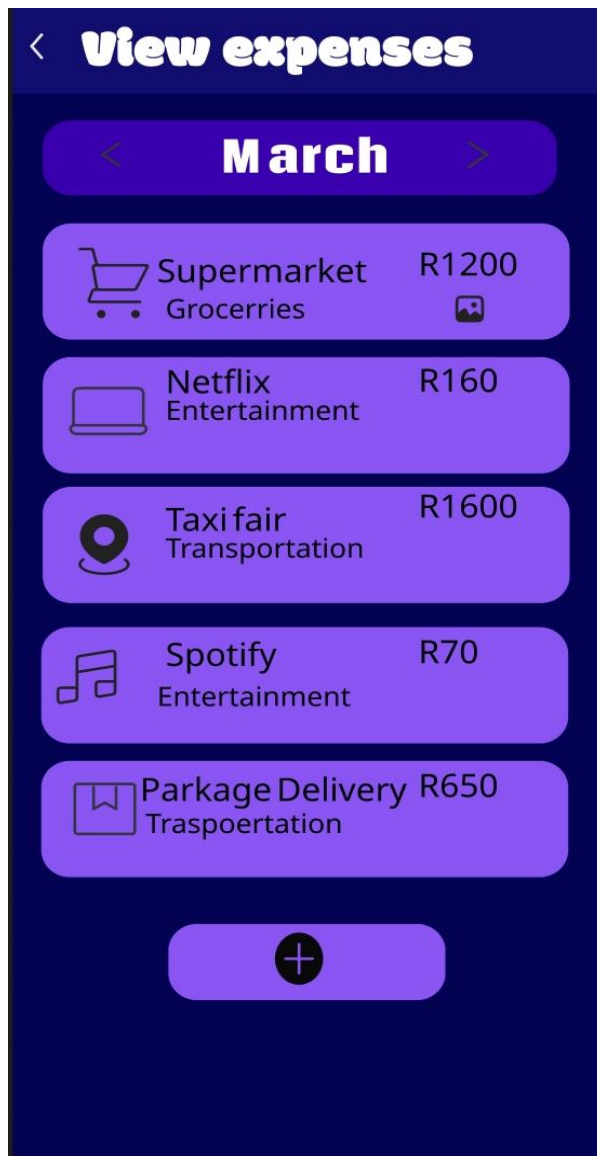 View expenses
< March >
Supermarket R1200
Grocerries
Netflix R160
Entertainment
Taxi fair R1600
Transportation
Spotify R70
Entertainment
Parkage Delivery R650
Traspoertation